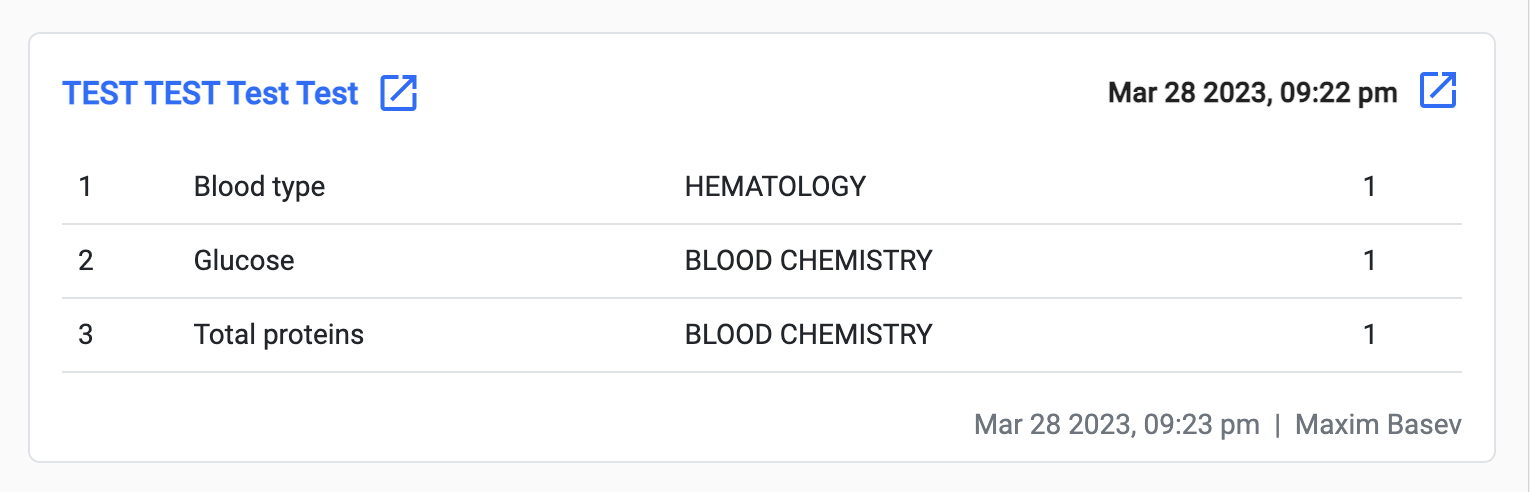 TEST TEST Test Test Mar 28 2023, 09:22 pm
1 Blood type HEMATOLOGY 1
2 Glucose BLOOD CHEMISTRY 1
3 Total proteins BLOOD CHEMISTRY 1
Mar 28 2023, 09:23 pm | Maxim Basev